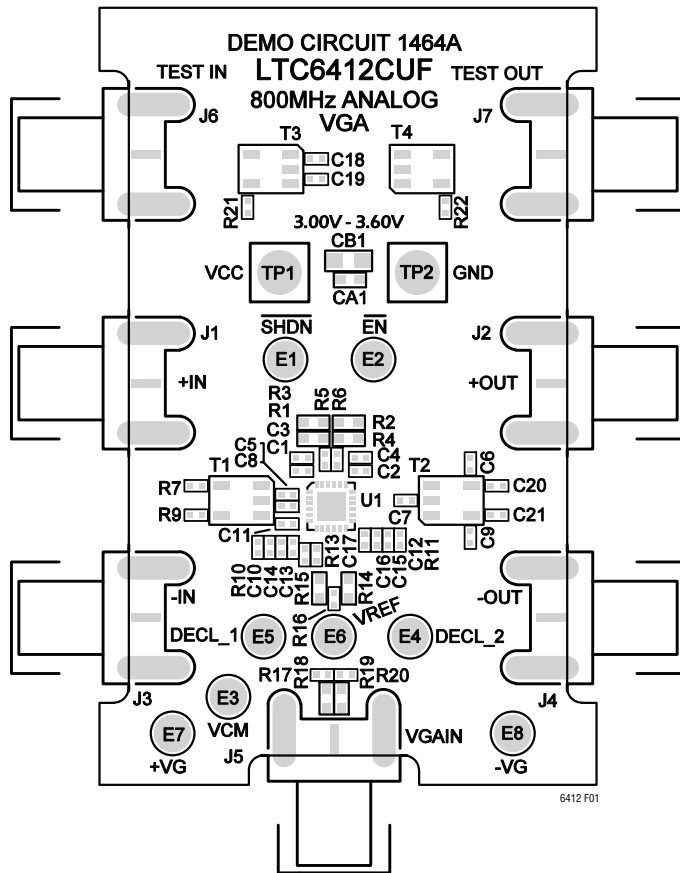 DEMO CIRCUIT 1464A
TEST IN
LTC6412CUF
TEST OUT
800MHz ANALOG
VGA
J6
J7
T3
T4
C18
C19
R21
R22
3.00V - 3.60V
CB1
VCC
TP1
TP2
GND
CA1
SHDN
EN
J1
J2
E1
E2
+IN
+OUT
R3
R5
R6
R1
R2
C3
R4
C5
C1
C4
C8
C2
C6
T1
T2
R7
U1
C20
R9
C7
C21
C11
C9
R10
C10
C14
C13
R13
C17
C16
C15
C12
R11
R15
R14
-IN
-OUT
R16
VREF
DECL_1
E5
E6
E4
DECL_2
R17
R18
R19
R20
J3
E3
J4
VCM
E7
E8
J5
VGAIN
+VG
-VG
6412 F01